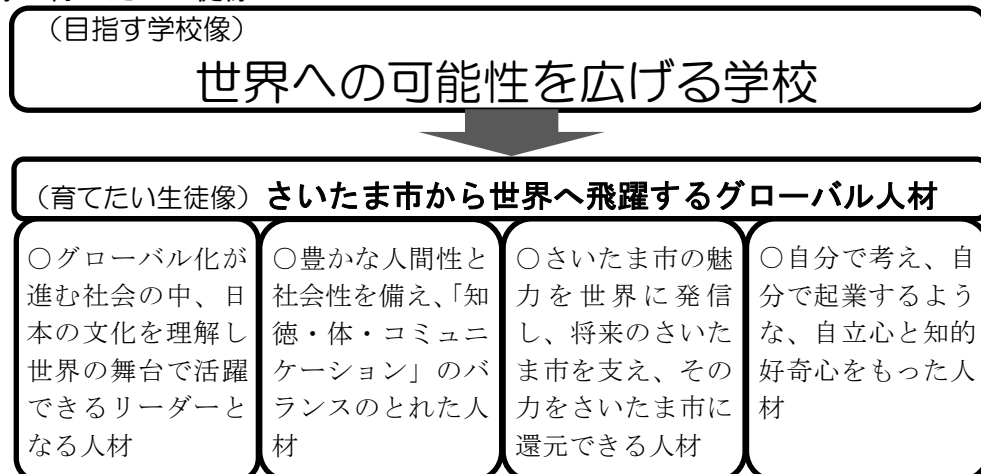 （目指す学校像）
世界への可能性を広げる学校
（育てたい生徒像）さいたま市から世界へ飛躍するグローバル人材
○グローバル化が
進む社会の中、日
本の文化を理解し
世界の舞台で活躍
できるリーダーと
なる人材
○豊かな人間性と
社会性を備え、「知
徳・体・コミュニ
ケーション」のバ
ランスのとれた人
材
○さいたま市の魅
力を世界に発信
し、将来のさいた
ま市を支え、その
力をさいたま市に
還元できる人材
○自分で考え、自
分で起業するよう
な、自立心と知的
好奇心をもった人
材